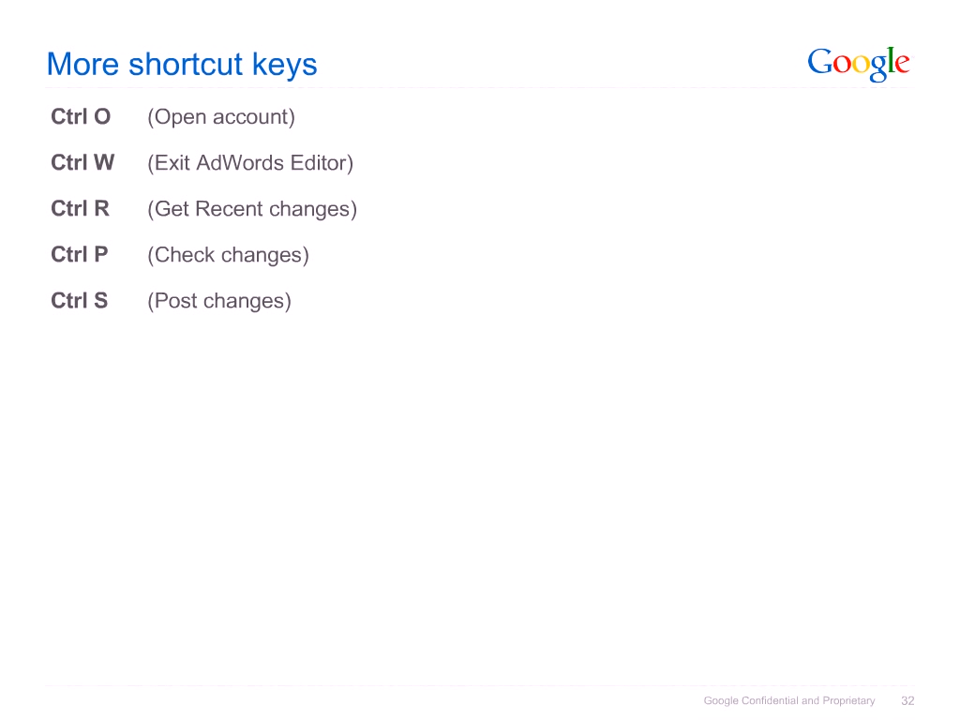 More shortcut keys
Google
Ctrl O (Open account)
Ctrl W (Exit AdWords Editor)
Ctrl R (Get Recent changes)
Ctrl P (Check changes)
Ctrl S (Post changes)
Google Confidential and Proprietary 32